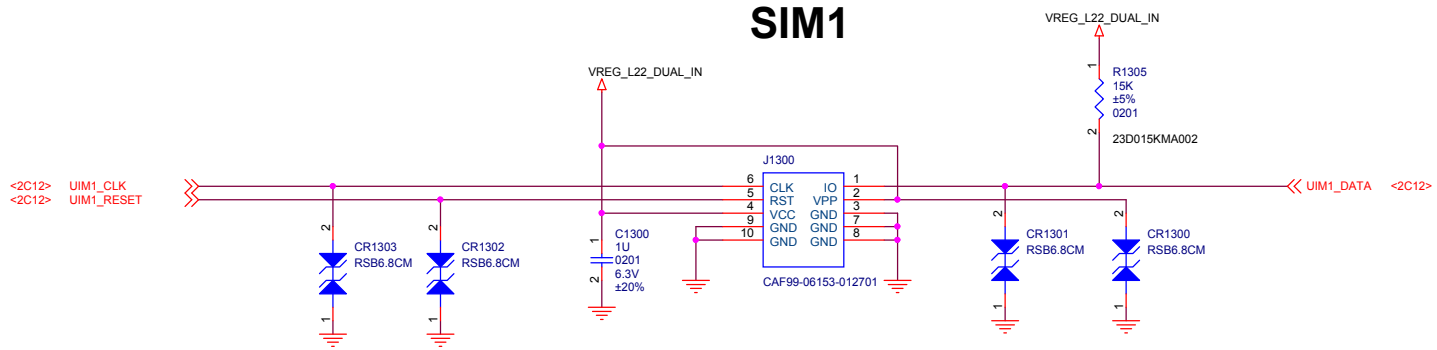 SIM1
VREG_L22_DUAL_IN
1
R1305
15K
±5%
0201
2
23D015KMA002
VREG_L22_DUAL_IN
J1300
<2C12> UIM1_CLK
<2C12> UIM1_RESET
6 CLK IO 1
5 RST VPP 2
4 VCC GND 3
9 GND GND 7
10 GND GND 8
CAF99-06153-012701
UIM1_DATA <2C12>
2
CR1303
RSB6.8CM
1
2
CR1302
RSB6.8CM
1
1
C1300
1U
0201
6.3V
±20%
2
2
CR1301
RSB6.8CM
1
2
CR1300
RSB6.8CM
1